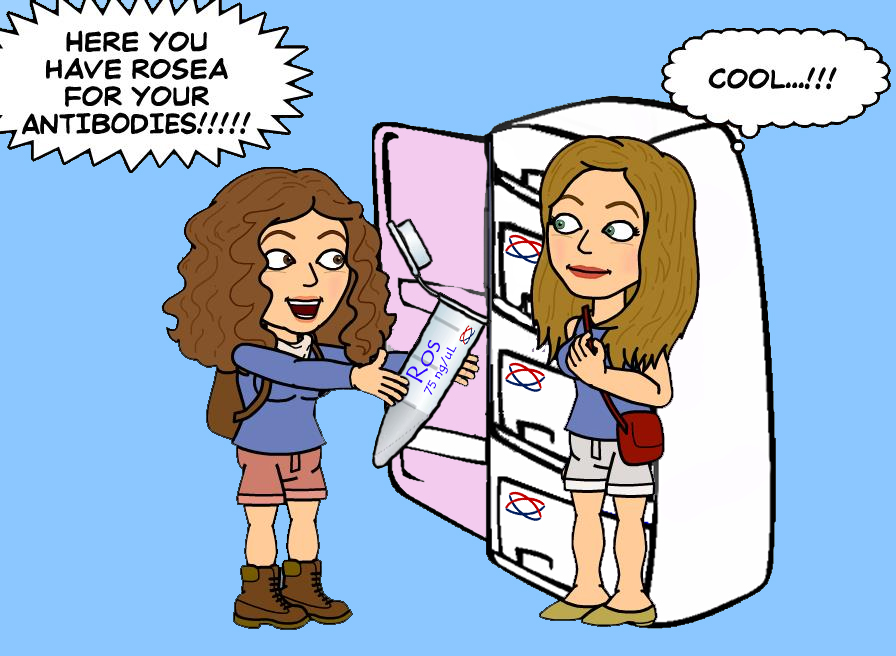 HERE YOU
HAVE ROSEA
FOR YOUR
ANTIBODIES!!!!!
COOL...!!!
ROS
75 ng/uL